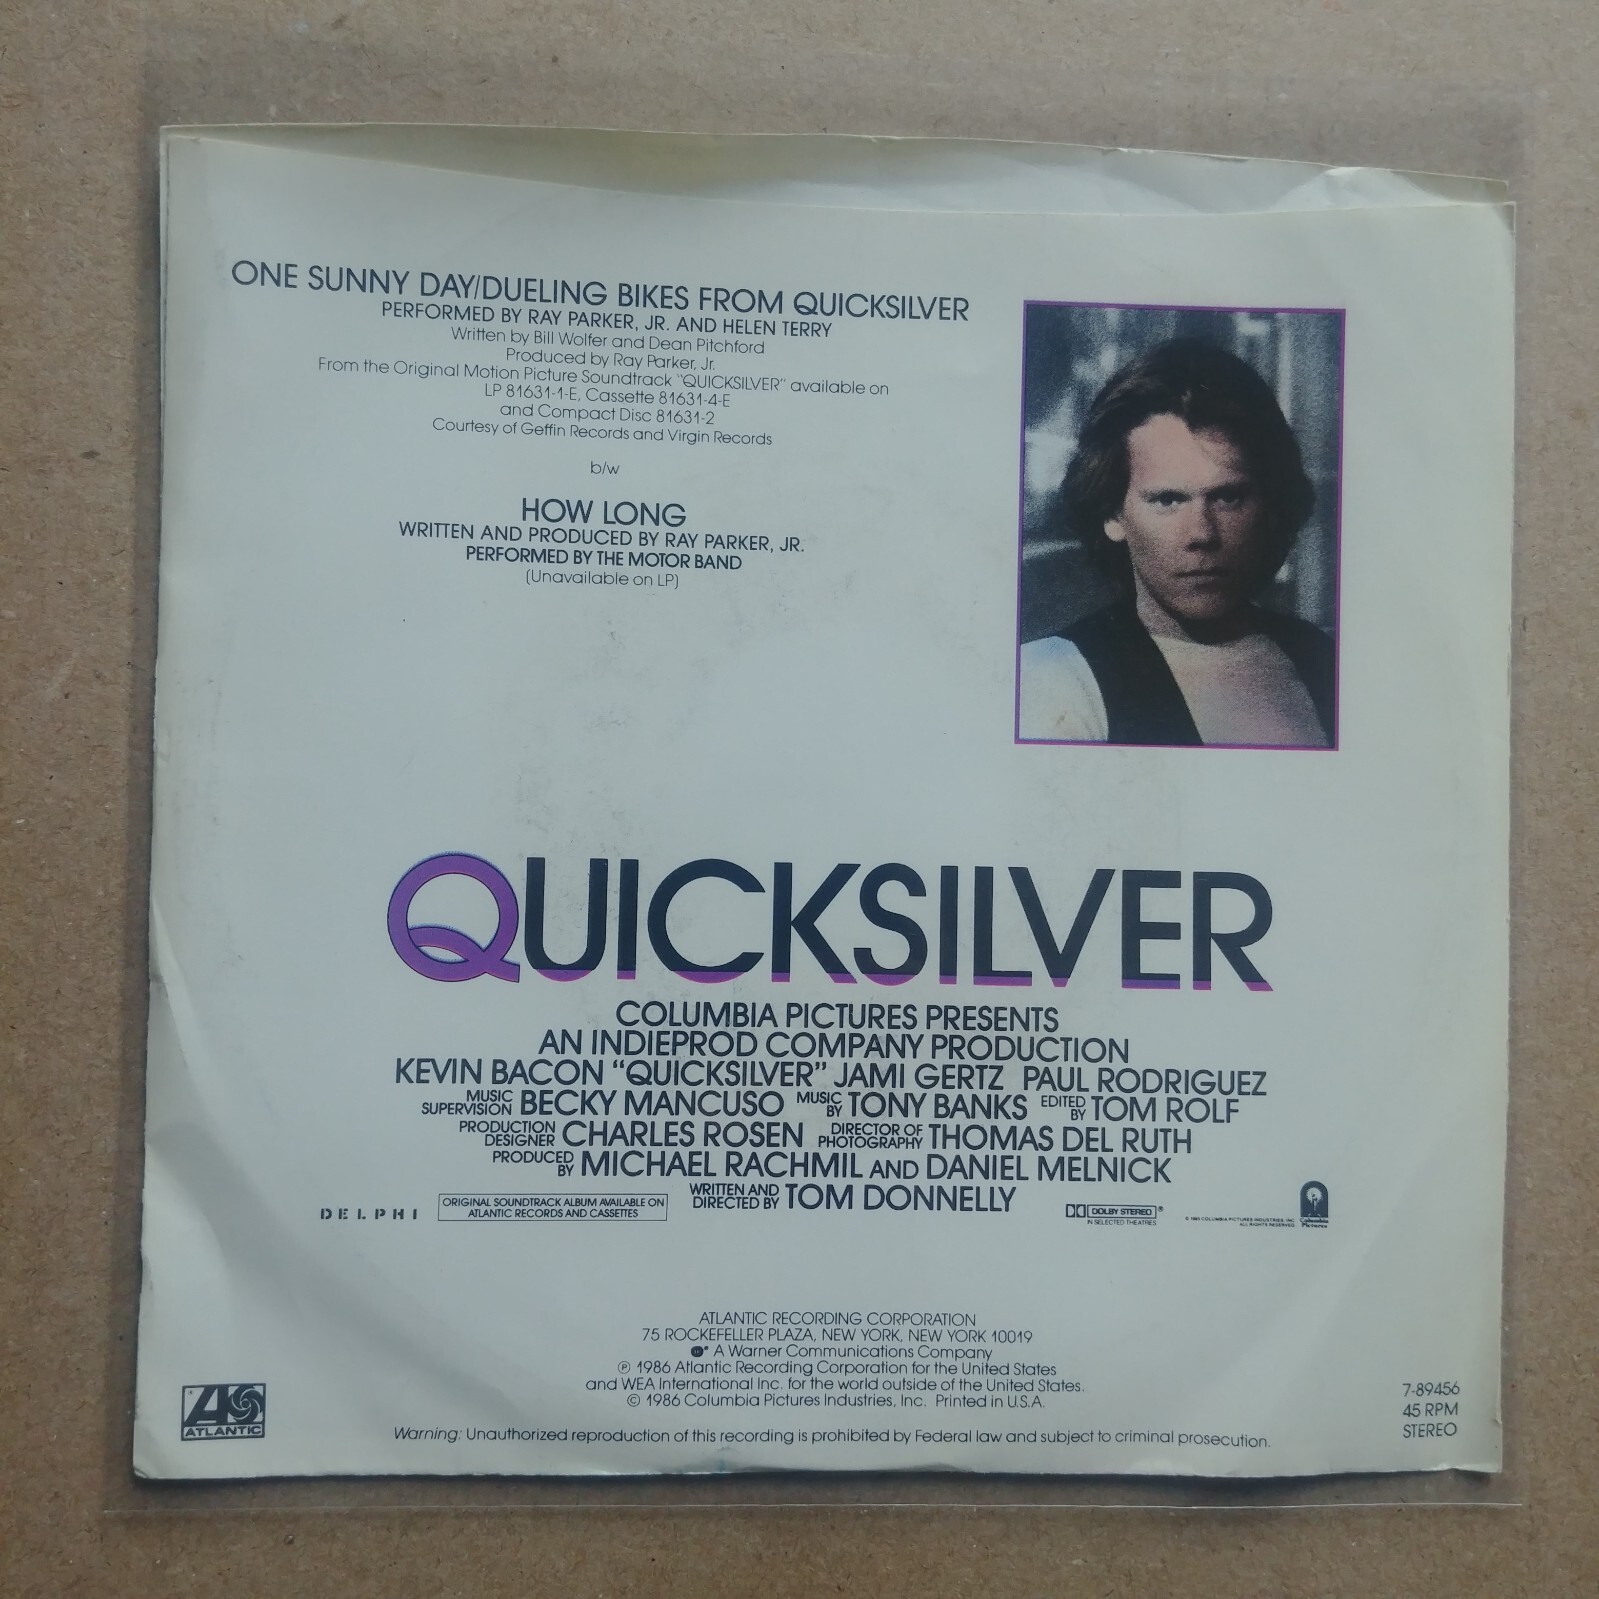 ONE SUNNY DAY/DUELING BIKES FROM QUICKSILVER
PERFORMED BY RAY PARKER, JR. AND HELEN TERRY
Written by Bill Wolfer and Dean Pitchford
Produced by Ray Parker, Jr.
From the Original Motion Picture Soundtrack "QUICKSILVER" available on
LP 81631-1-E, Cassette 81631-4-E
and Compact Disc 81631-2
Courtesy of Geffin Records and Virgin Records
b/w
HOW LONG
WRITTEN AND PRODUCED BY RAY PARKER, JR.
PERFORMED BY THE MOTOR BAND
(Unavailable on LP)
QUICKSILVER
COLUMBIA PICTURES PRESENTS
AN INDIEPROD COMPANY PRODUCTION
KEVIN BACON "QUICKSILVER" JAMI GERTZ PAUL RODRIGUEZ
MUSIC SUPERVISION BECKY MANCUSO MUSIC BY TONY BANKS EDITED BY TOM ROLF
PRODUCTION DESIGNER CHARLES ROSEN DIRECTOR OF PHOTOGRAPHY THOMAS DEL RUTH
PRODUCED BY MICHAEL RACHMIL AND DANIEL MELNICK
WRITTEN AND DIRECTED BY TOM DONNELLY
DELPHI
ORIGINAL SOUNDTRACK ALBUM AVAILABLE ON
ATLANTIC RECORDS AND CASSETTES
DOLBY STEREO®
IN SELECTED THEATRES
COLUMBIA PICTURES INDUSTRIES, INC.
ALL RIGHTS RESERVED.
Columbia
Pictures
ATLANTIC RECORDING CORPORATION
75 ROCKEFELLER PLAZA, NEW YORK, NEW YORK 10019
A Warner Communications Company
℗ 1986 Atlantic Recording Corporation for the United States
and WEA International Inc. for the world outside of the United States.
© 1986 Columbia Pictures Industries, Inc. Printed in U.S.A.
Warning: Unauthorized reproduction of this recording is prohibited by Federal law and subject to criminal prosecution.
ATLANTIC
7-89456
45 RPM
STEREO